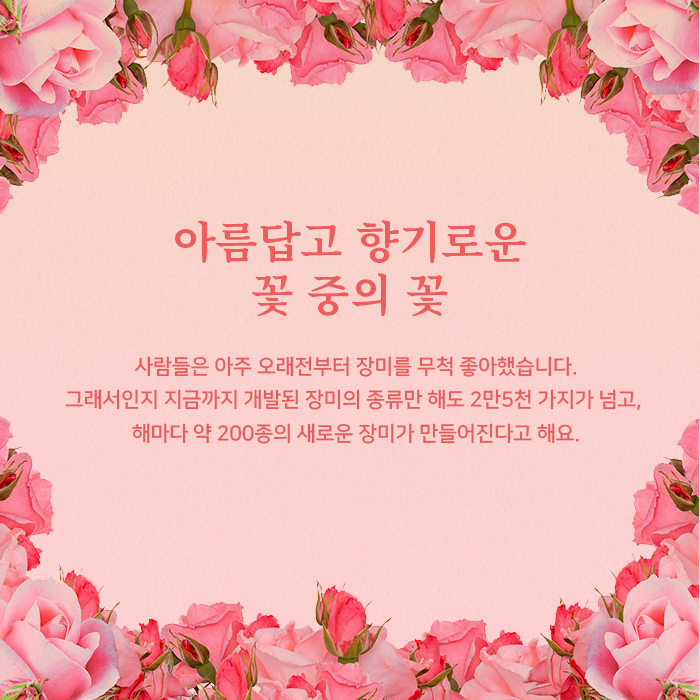 아름답고 향기로운
꽃 중의 꽃
사람들은 아주 오래전부터 장미를 무척 좋아했습니다.
그래서인지 지금까지 개발된 장미의 종류만 해도 2만5천 가지가 넘고,
해마다 약 200종의 새로운 장미가 만들어진다고 해요.